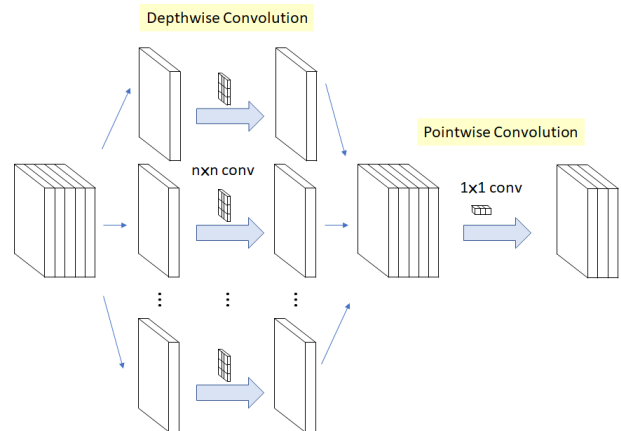 Depthwise Convolution
Pointwise Convolution
nxn conv
1x1 conv